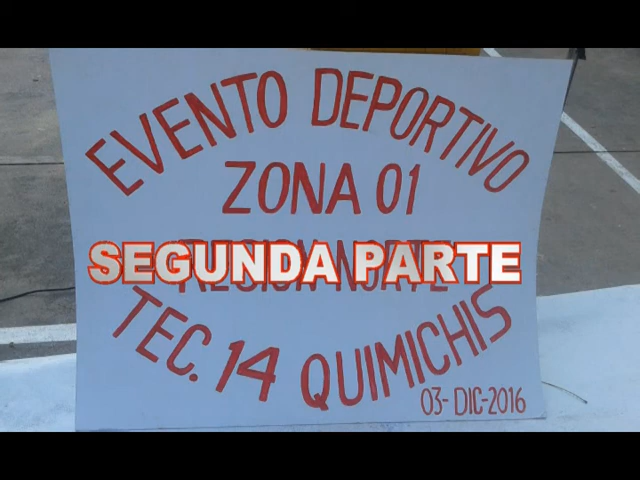 EVENTO DEPORTIVO
ZONA 01
SEGUNDA PARTE
TEC. 14 QUIMICHIS
03-DIC-2016